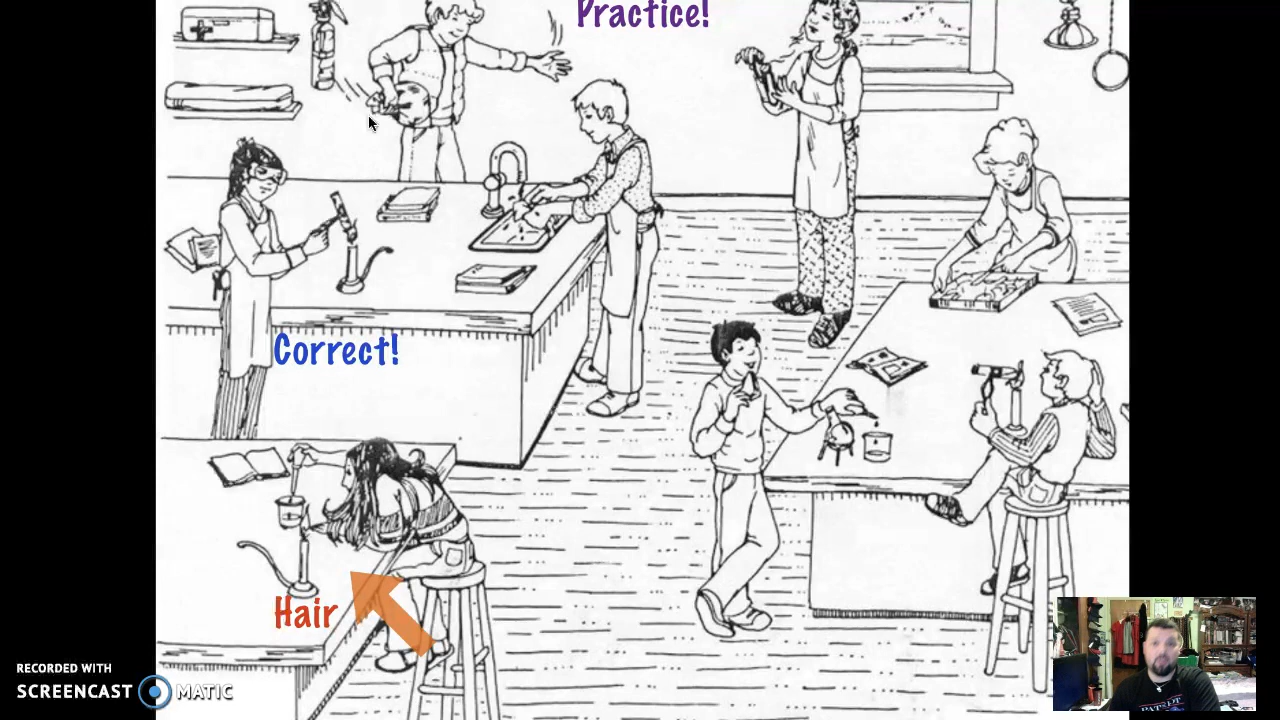 Practice!
Correct!
Hair
RECORDED WITH
SCREENCAST MATIC